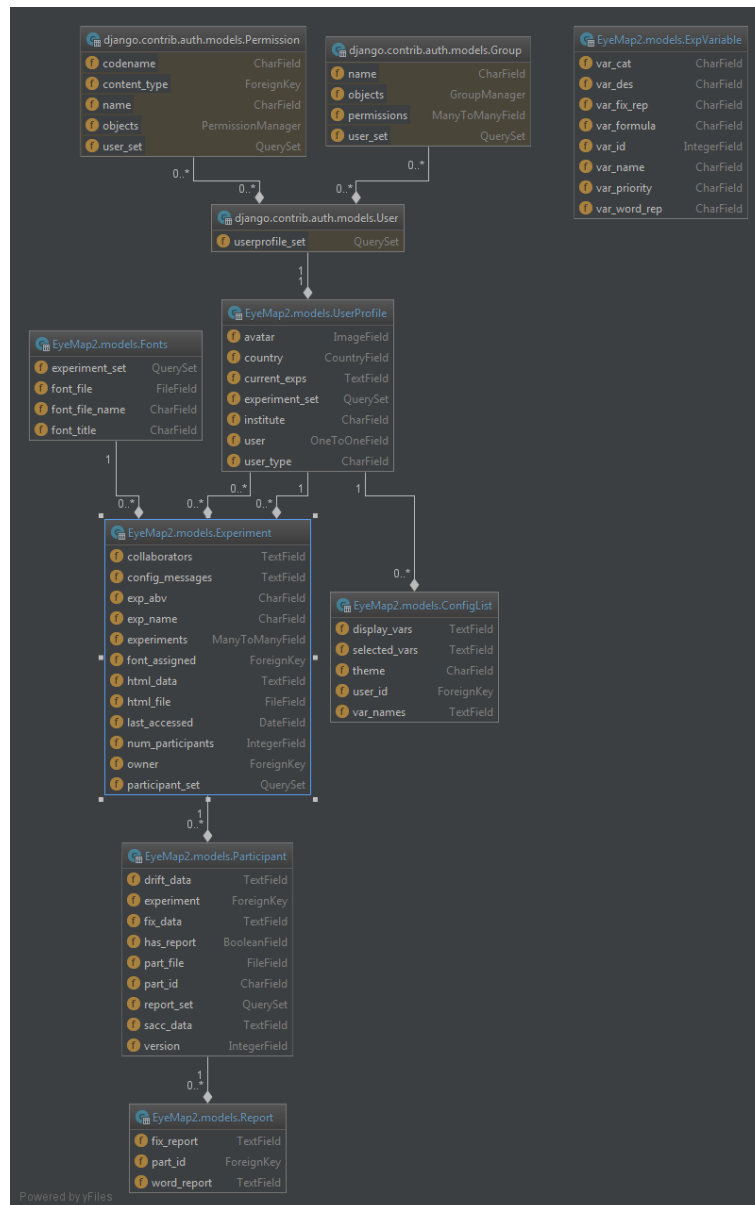 django.contrib.auth.models.Permission
codename CharField
content_type ForeignKey
name CharField
objects PermissionManager
user_set QuerySet
django.contrib.auth.models.Group
name CharField
objects GroupManager
permissions ManyToManyField
user_set QuerySet
EyeMap2.models.ExpVariable
var_cat CharField
var_des CharField
var_fix_rep CharField
var_formula CharField
var_id IntegerField
var_name CharField
var_priority CharField
var_word_rep CharField
0..*
0..*
0..*
0..*
django.contrib.auth.models.User
userprofile_set QuerySet
1
1
EyeMap2.models.UserProfile
avatar ImageField
country CountryField
current_exps TextField
experiment_set QuerySet
institute CharField
user OneToOneField
user_type CharField
EyeMap2.models.Fonts
experiment_set QuerySet
font_file FileField
font_file_name CharField
font_title CharField
1
0..*
1
1
0..*
0..*
0..*
EyeMap2.models.Experiment
collaborators TextField
config_messages TextField
exp_abv CharField
exp_name CharField
experiments ManyToManyField
font_assigned ForeignKey
html_data TextField
html_file FileField
last_accessed DateField
num_participants IntegerField
owner ForeignKey
participant_set QuerySet
0..*
EyeMap2.models.ConfigList
display_vars TextField
selected_vars TextField
theme CharField
user_id ForeignKey
var_names TextField
1
0..*
EyeMap2.models.Participant
drift_data TextField
experiment ForeignKey
fix_data TextField
has_report BooleanField
part_file FileField
part_id CharField
report_set QuerySet
sacc_data TextField
version IntegerField
1
0..*
EyeMap2.models.Report
fix_report TextField
part_id ForeignKey
word_report TextField
Powered by yFiles